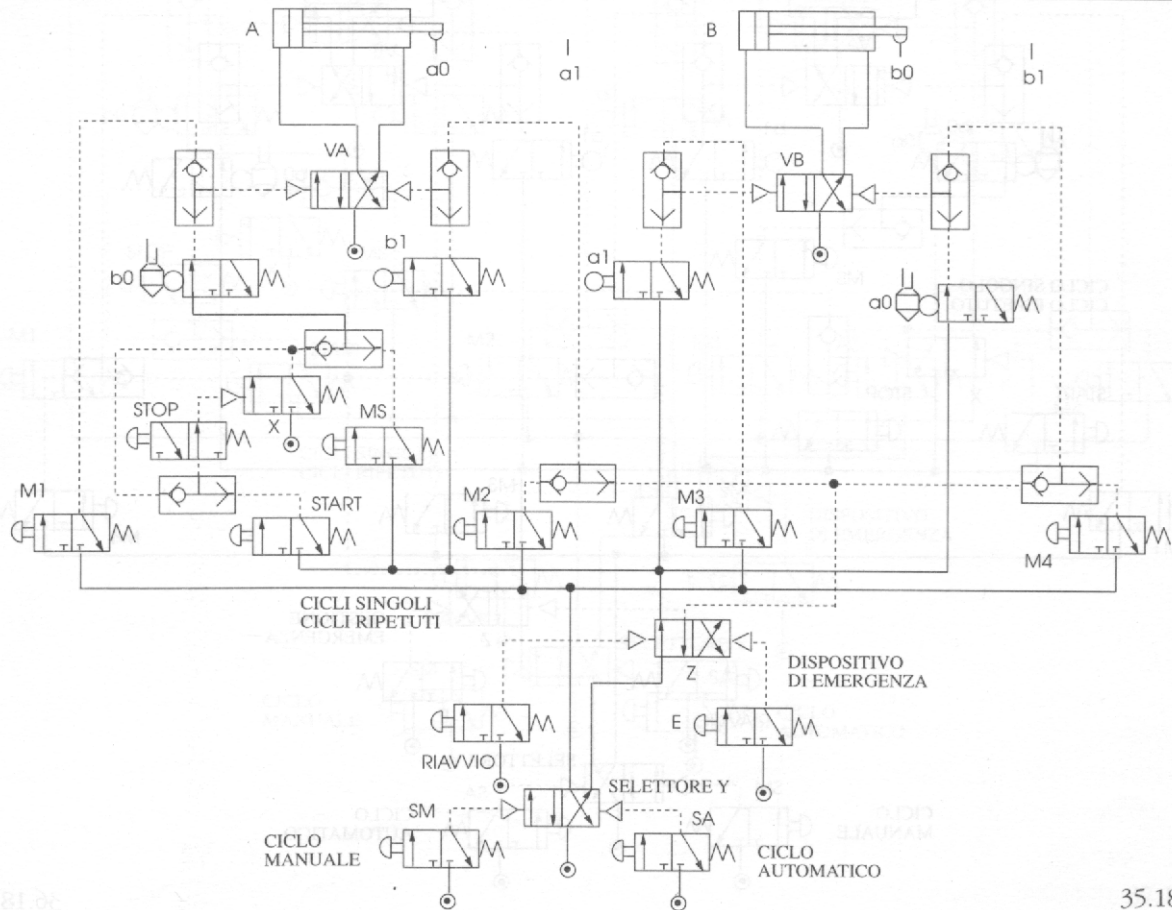 A
a0
a1
B
b0
b1
VA
VB
b0
b1
a1
a0
STOP
X
MS
M1
START
M2
M3
M4
CICLI SINGOLI
CICLI RIPETUTI
Z
DISPOSITIVO
DI EMERGENZA
E
RIAVVIO
SELETTORE Y
SM
SA
CICLO
MANUALE
CICLO
AUTOMATICO
35.18